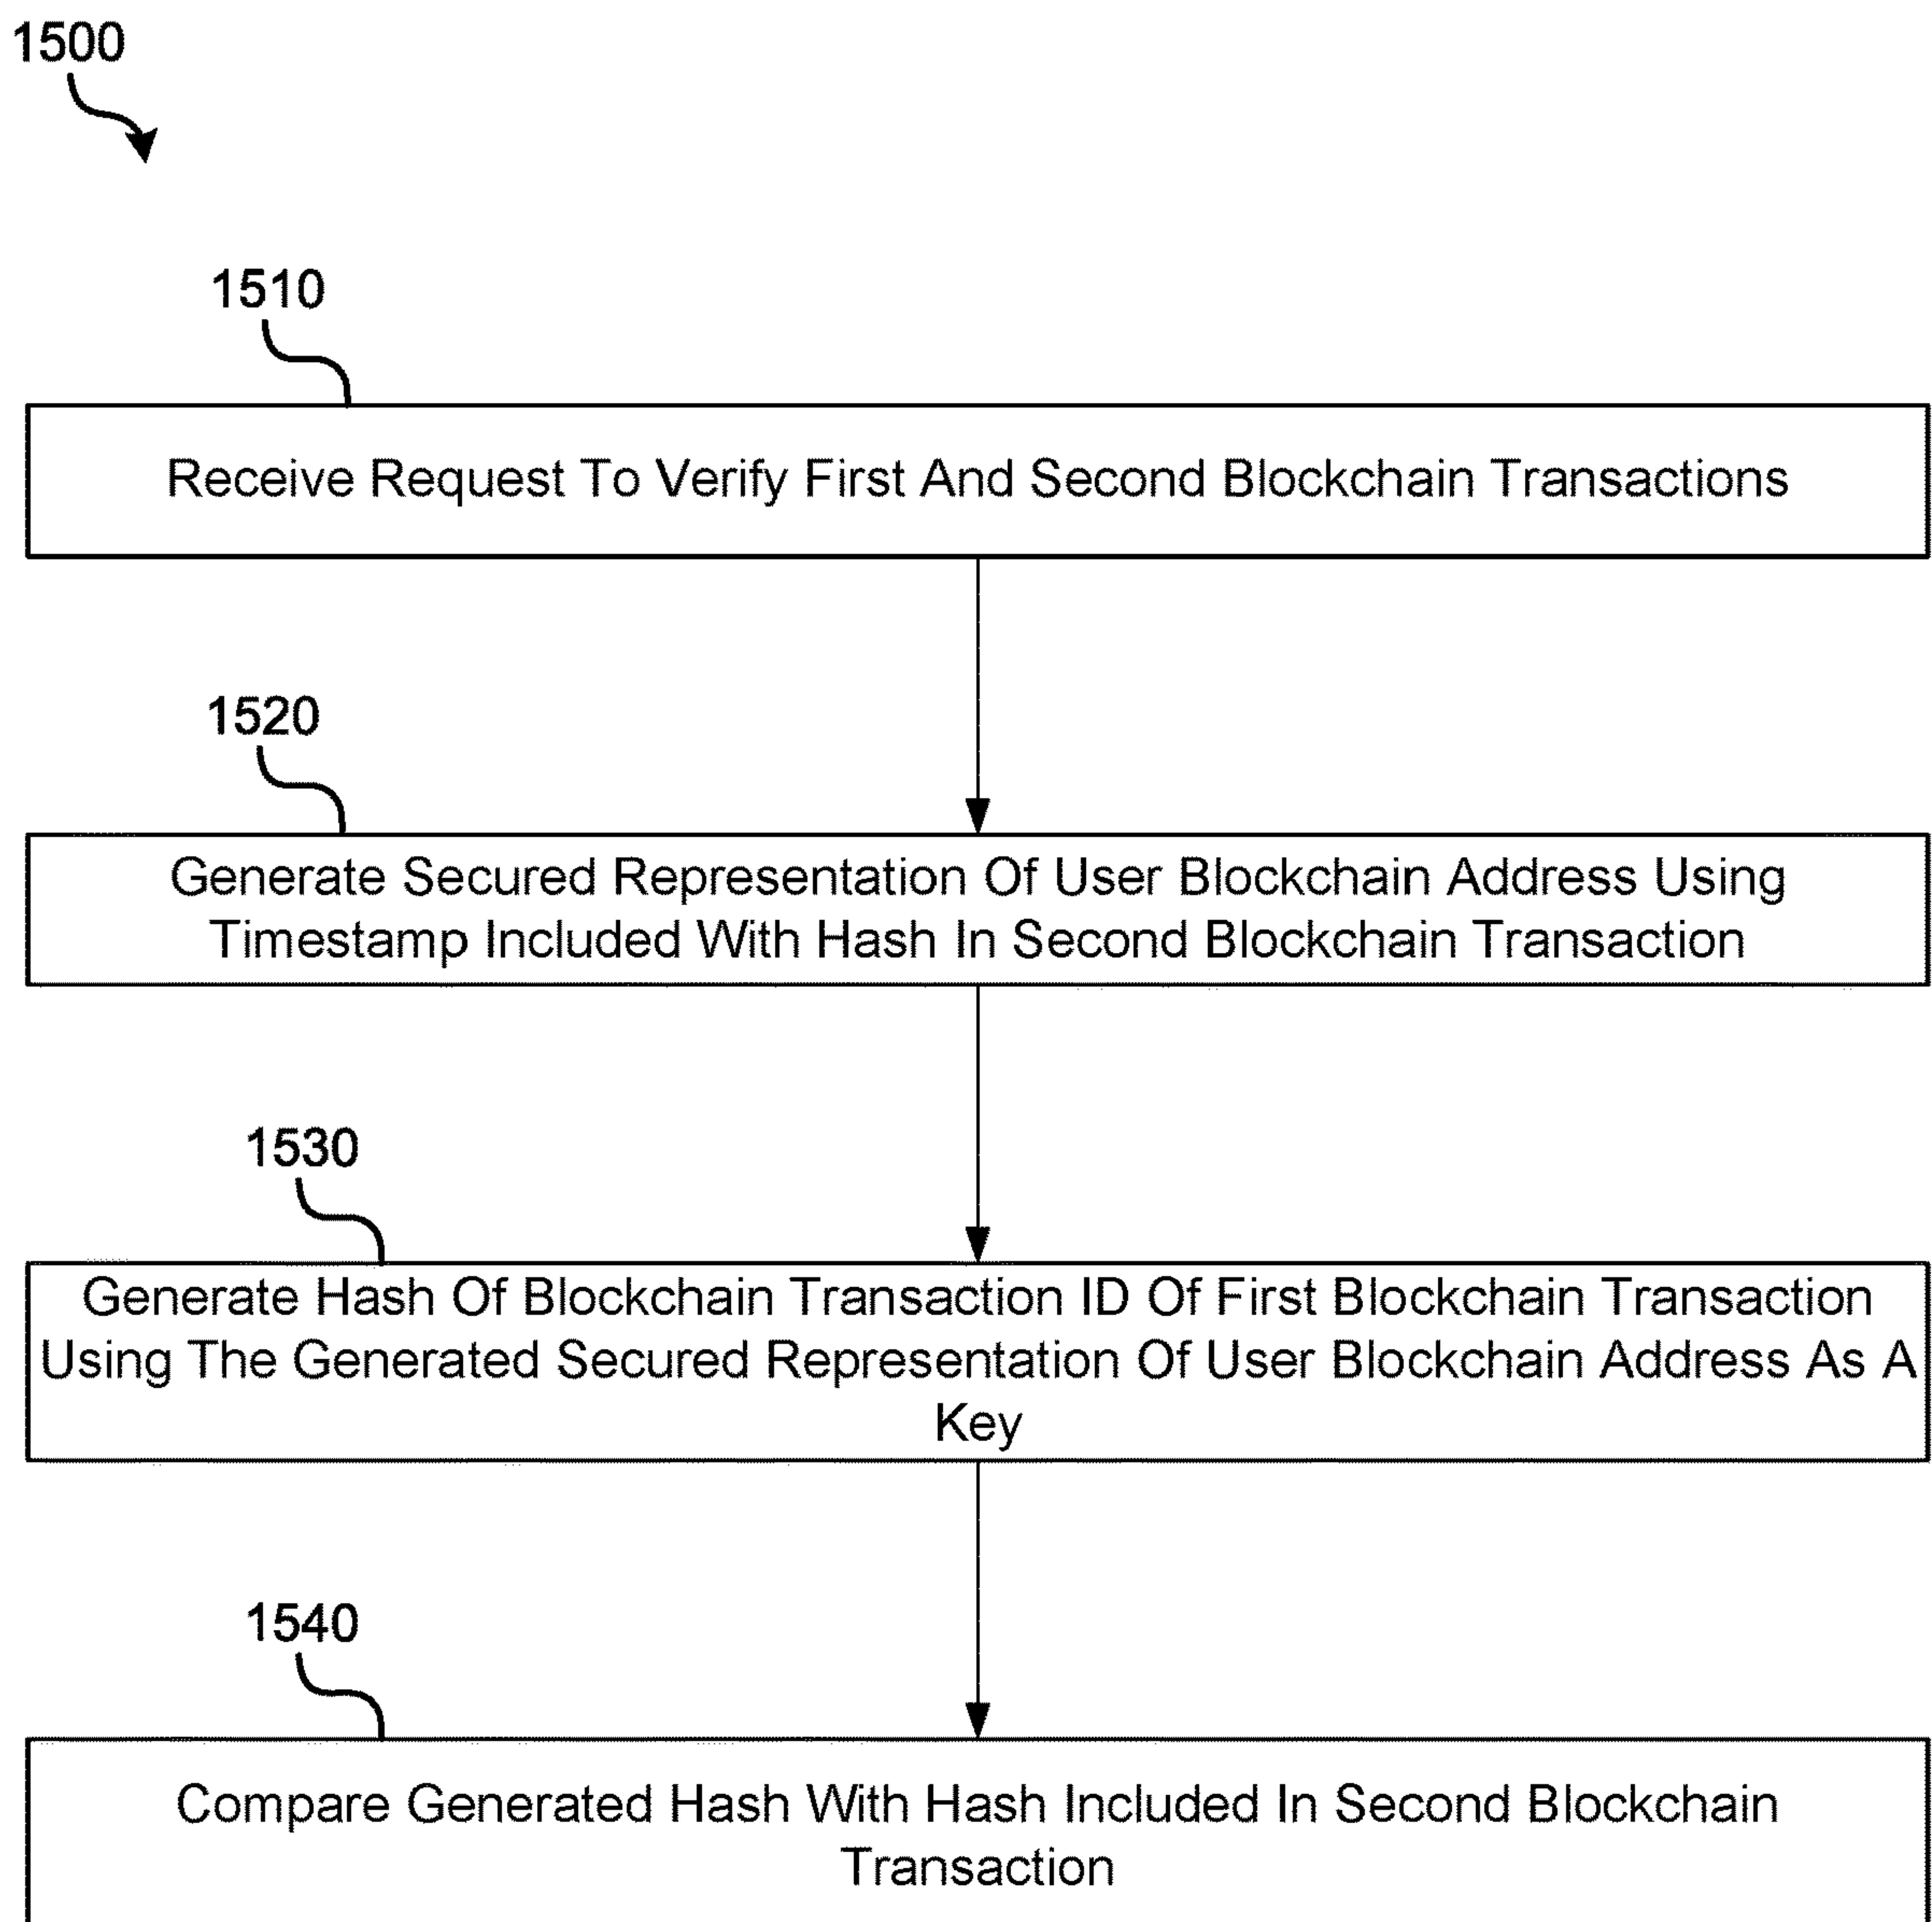 1500
1510
Receive Request To Verify First And Second Blockchain Transactions
1520
Generate Secured Representation Of User Blockchain Address Using
Timestamp Included With Hash In Second Blockchain Transaction
1530
Generate Hash Of Blockchain Transaction ID Of First Blockchain Transaction
Using The Generated Secured Representation Of User Blockchain Address As A
Key
1540
Compare Generated Hash With Hash Included In Second Blockchain
Transaction